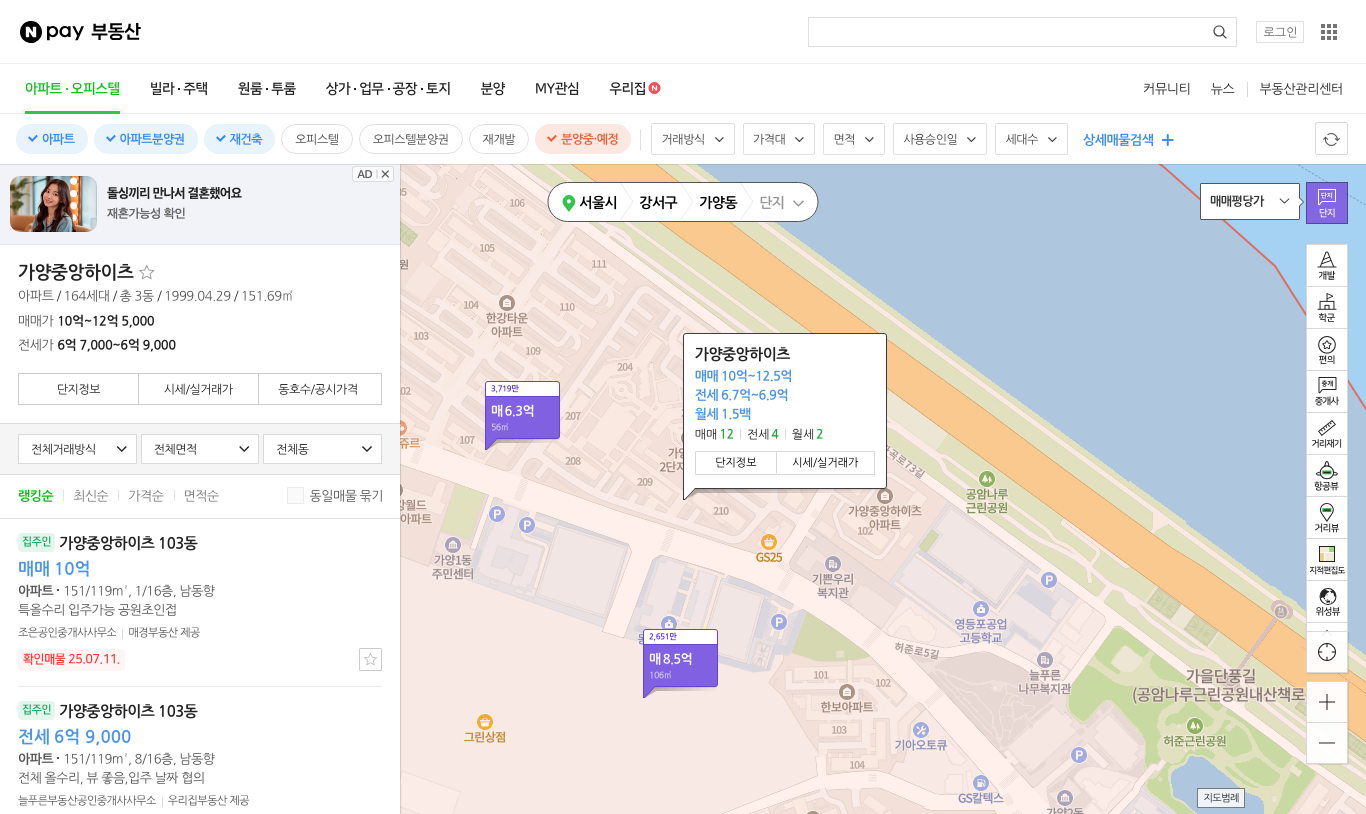 N pay 부동산
로그인
아파트·오피스텔 빌라·주택 원룸·투룸 상가·업무·공장·토지 분양 MY관심 우리집 N 커뮤니티 뉴스 부동산관리센터
아파트 아파트분양권 재건축 오피스텔 오피스텔분양권 재개발 분양중·예정 거래방식 가격대 면적 사용승인일 세대수 상세매물검색
AD
돌싱끼리 만나서 결혼했어요
재혼가능성 확인
가양중앙하이츠
아파트 / 164세대 / 총 3동 / 1999.04.29 / 151.69㎡
매매가 10억~12억 5,000
전세가 6억 7,000~6억 9,000
단지정보 시세/실거래가 동호수/공시가격
전체거래방식 전체면적 전체동
랭킹순 최신순 가격순 면적순 동일매물 묶기
집주인 가양중앙하이츠 103동
매매 10억
아파트 · 151/119㎡, 1/16층, 남동향
특올수리 입주가능 공원초인접
조은공인중개사사무소 매경부동산 제공
확인매물 25.07.11.
집주인 가양중앙하이츠 103동
전세 6억 9,000
아파트 · 151/119㎡, 8/16층, 남동향
전체 올수리, 뷰 좋음,입주 날짜 협의
늘푸른부동산공인중개사사무소 우리집부동산 제공
서울시 강서구 가양동 단지
매매평당가
단지
단지
개발
학군
편의
중개
중개사
거리재기
항공뷰
거리뷰
지적편집도
위성뷰
105
106
105
111
원
104
110
한강타운
아파트
103
109
204
02
쥬르
107
207
208
209
210
3,719만
매 6.3억
56㎡
가양중앙하이츠
매매 10억~12.5억
전세 6.7억~6.9억
월세 1.5백
매매 12 전세 4 월세 2
단지정보 시세/실거래가
2단지
로73길
공암나루
근린공원
가양중앙하이츠
아파트
102
강월드
아파트
P
P
가양1동
주민센터
GS25
기쁜우리
복지관
P
P
영등포공업
고등학교
허준로5길
2,651만
매 8.5억
106㎡
늘푸른
나무복지관
101
102
한보아파트
103
104
가을단풍길
(공암나루근린공원내산책로
그린상점
기아오토큐
허준근린공원
P
GS칼텍스
가양2동
지도범례